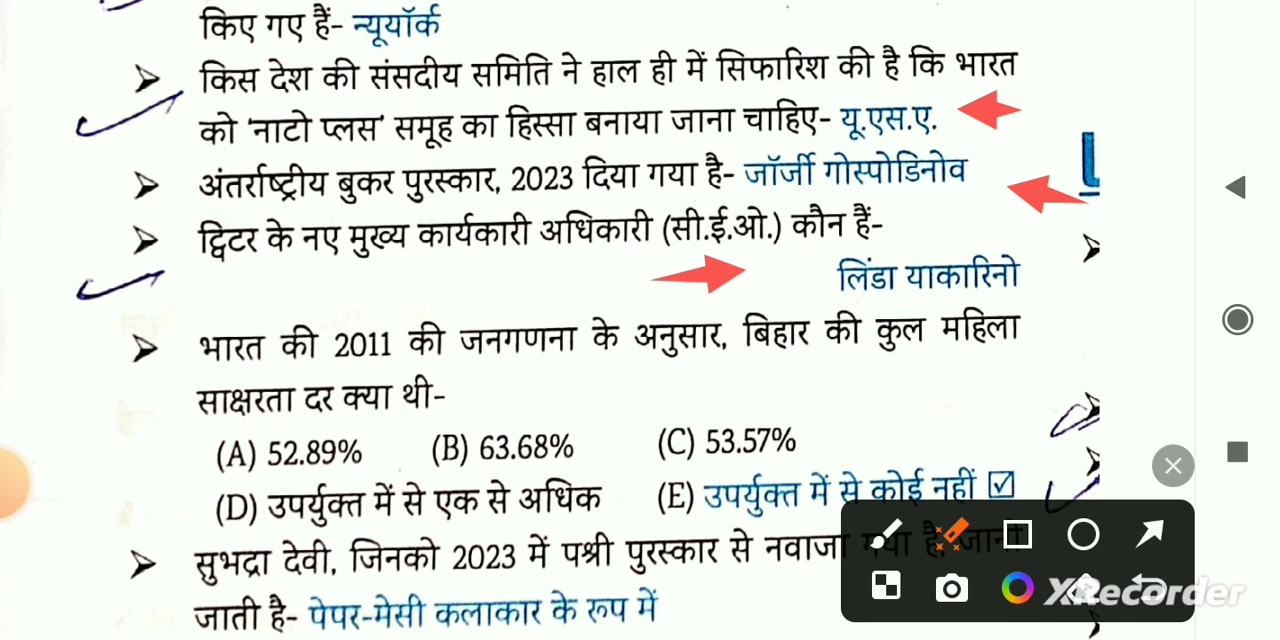 किए गए हैं- न्यूयॉर्क
किस देश की संसदीय समिति ने हाल ही में सिफारिश की है कि भारत
को 'नाटो प्लस' समूह का हिस्सा बनाया जाना चाहिए- यू.एस.ए.
अंतर्राष्ट्रीय बुकर पुरस्कार, 2023 दिया गया है- जॉर्जी गोस्पोडिनोव
ट्विटर के नए मुख्य कार्यकारी अधिकारी (सी.ई.ओ.) कौन हैं-
लिंडा याकारिनो
भारत की 2011 की जनगणना के अनुसार, बिहार की कुल महिला
साक्षरता दर क्या थी-
(A) 52.89% (B) 63.68% (C) 53.57%
(D) उपर्युक्त में से एक से अधिक (E) उपर्युक्त में से कोई नहीं
सुभद्रा देवी, जिनको 2023 में पश्री पुरस्कार से नवाजा गया है, जानी
जाती है- पेपर-मेसी कलाकार के रूप में
XRecorder